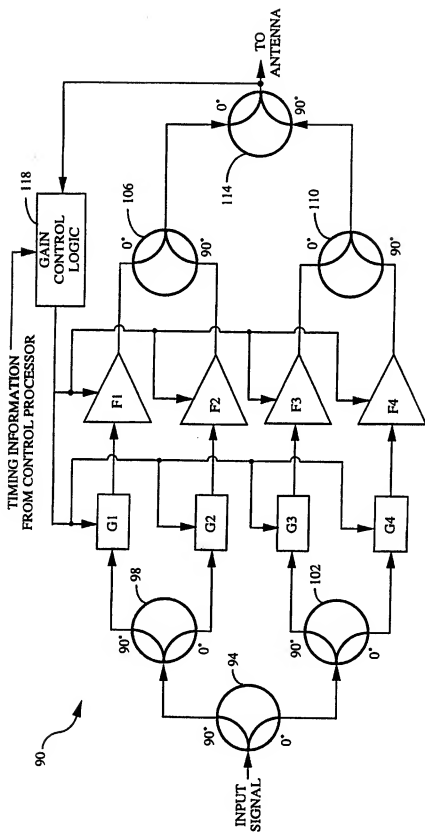 90
TIMING INFORMATION
FROM CONTROL PROCESSOR
118
GAIN
CONTROL
LOGIC
INPUT
SIGNAL
90°
94
0°
90°
98
0°
90°
102
0°
G1
G2
G3
G4
F1
F2
F3
F4
0°
106
90°
0°
110
90°
0°
114
90°
TO
ANTENNA